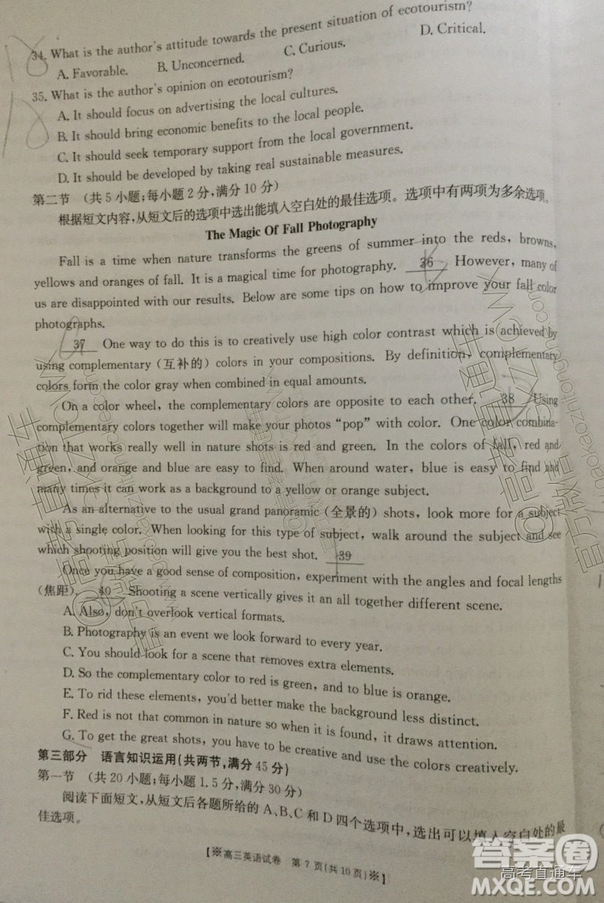 34. What is the author's attitude towards the present situation of ecotourism?
A. Favorable. B. Unconcerned. C. Curious. D. Critical.
35. What is the author's opinion on ecotourism?
A. It should focus on advertising the local cultures.
B. It should bring economic benefits to the local people.
C. It should seek temporary support from the local government.
D. It should be developed by taking real sustainable measures.
第二节 (共5小题;每小题2分,满分10分)
根据短文内容,从短文后的选项中选出能填入空白处的最佳选项。选项中有两项为多余选项。
The Magic Of Fall Photography
Fall is a time when nature transforms the greens of summer into the reds, browns,
yellows and oranges of fall. It is a magical time for photography. 36 However, many of
us are disappointed with our results. Below are some tips on how to improve your fall color
photographs.
37 One way to do this is to creatively use high color contrast which is achieved by
using complementary (互补的) colors in your compositions. By definition, complementary
colors form the color gray when combined in equal amounts.
On a color wheel, the complementary colors are opposite to each other. 38 Using
complementary colors together will make your photos "pop" with color. One color combina-
tion that works really well in nature shots is red and green. In the colors of fall, red and
green, and orange and blue are easy to find. When around water, blue is easy to find and
many times it can work as a background to a yellow or orange subject.
As an alternative to the usual grand panoramic (全景的) shots, look more for a subject
with a single color. When looking for this type of subject, walk around the subject and see
which shooting position will give you the best shot. 39
Once you have a good sense of composition, experiment with the angles and focal lengths
(焦距). 40 Shooting a scene vertically gives it an all together different scene.
A. Also, don't overlook vertical formats.
B. Photography is an event we look forward to every year.
C. You should look for a scene that removes extra elements.
D. So the complementary color to red is green, and to blue is orange.
E. To rid these elements, you'd better make the background less distinct.
F. Red is not that common in nature so when it is found, it draws attention.
G. To get the great shots, you have to be creative and use the colors creatively.
第三部分 语言知识运用(共两节,满分45分)
第一节 (共20小题;每小题1.5分,满分30分)
阅读下面短文,从短文后各题所给的A、B、C和D四个选项中,选出可以填入空白处的最
佳选项。
【※高三英语试卷 第7页(共10页)※】
答案圈
高考直通车
MXQE.COM